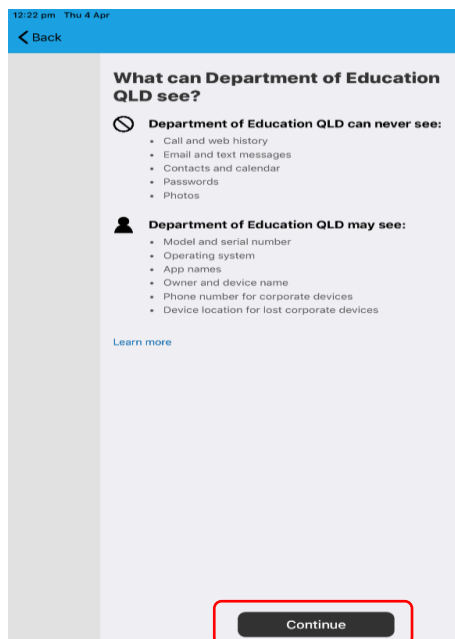 12:22 pm Thu 4 Apr
Back
What can Department of Education
QLD see?
Department of Education QLD can never see:
• Call and web history
• Email and text messages
• Contacts and calendar
• Passwords
• Photos
Department of Education QLD may see:
• Model and serial number
• Operating system
• App names
• Owner and device name
• Phone number for corporate devices
• Device location for lost corporate devices
Learn more
Continue